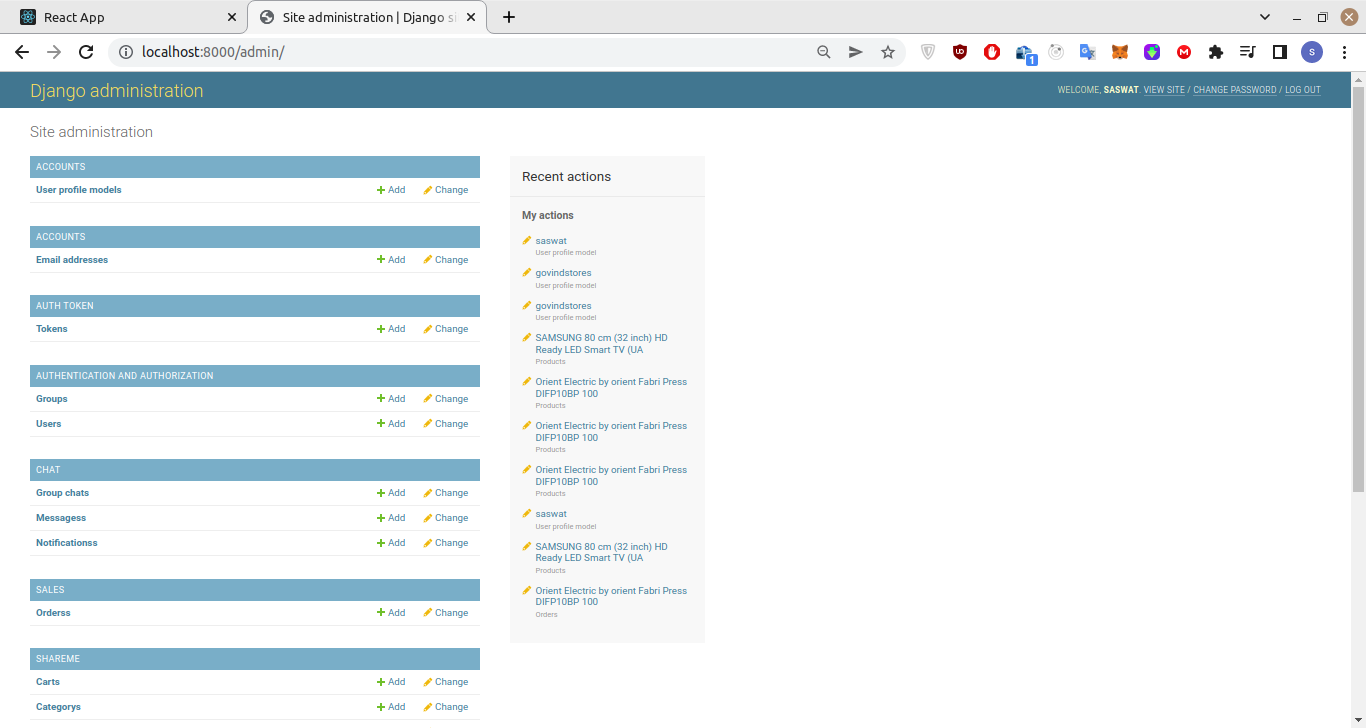 React App
Site administration | Django si
localhost:8000/admin/
1
S
Django administration
WELCOME, SASWAT. VIEW SITE / CHANGE PASSWORD / LOG OUT
Site administration
ACCOUNTS
User profile models Add Change
ACCOUNTS
Email addresses Add Change
AUTH TOKEN
Tokens Add Change
AUTHENTICATION AND AUTHORIZATION
Groups Add Change
Users Add Change
CHAT
Group chats Add Change
Messagess Add Change
Notificationss Add Change
SALES
Orderss Add Change
SHAREME
Carts Add Change
Categorys Add Change
Recent actions
My actions
saswat
User profile model
govindstores
User profile model
govindstores
User profile model
SAMSUNG 80 cm (32 inch) HD
Ready LED Smart TV (UA
Products
Orient Electric by orient Fabri Press
DIFP10BP 100
Products
Orient Electric by orient Fabri Press
DIFP10BP 100
Products
Orient Electric by orient Fabri Press
DIFP10BP 100
Products
saswat
User profile model
SAMSUNG 80 cm (32 inch) HD
Ready LED Smart TV (UA
Products
Orient Electric by orient Fabri Press
DIFP10BP 100
Orders